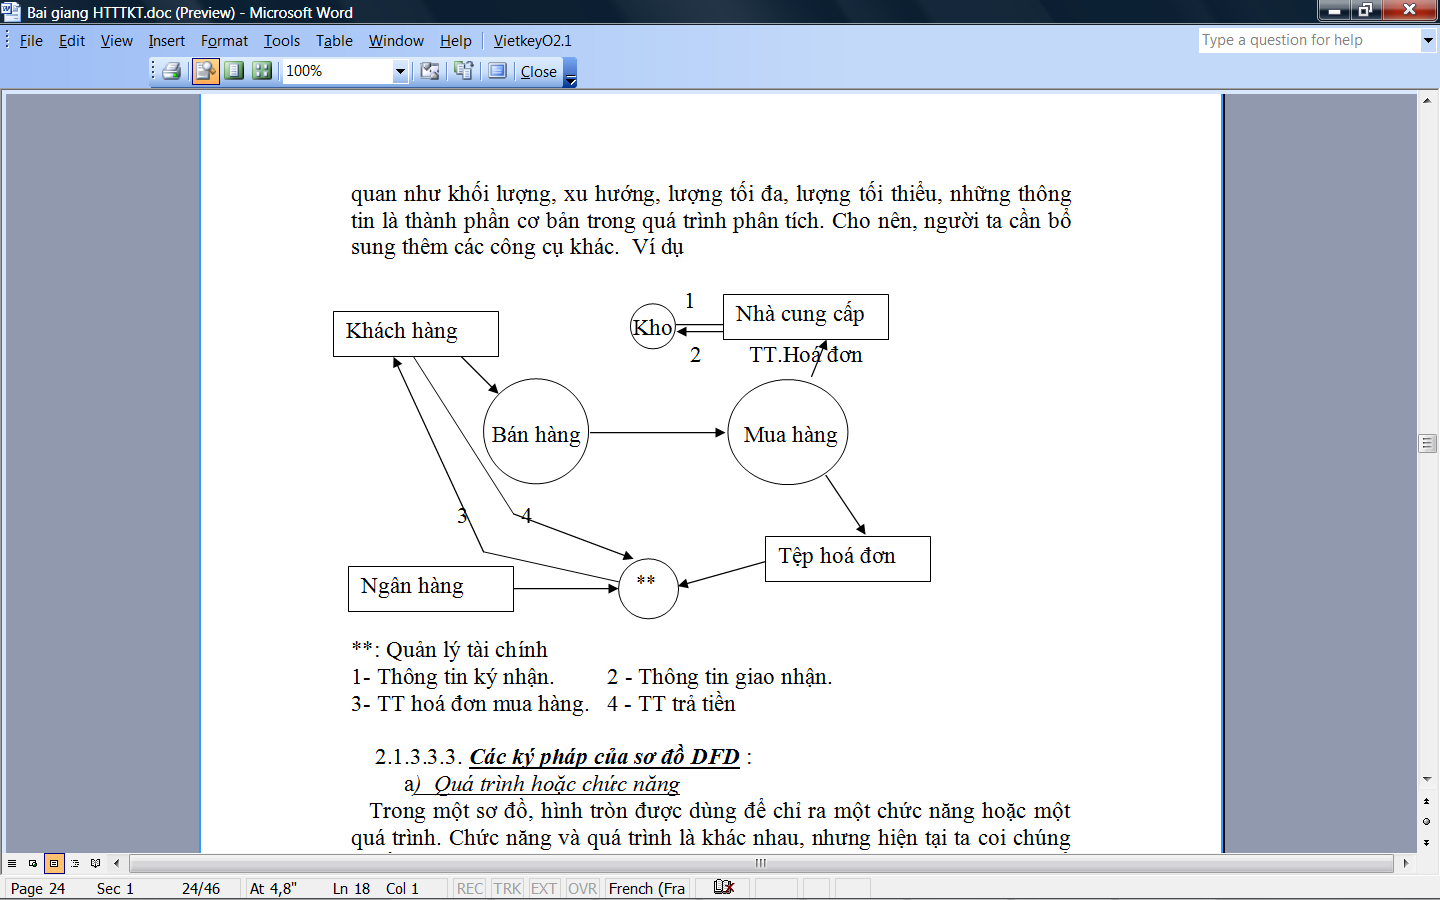 Bai giang HTTTKT.doc (Preview) - Microsoft Word
File Edit View Insert Format Tools Table Window Help VietkeyO2.1
Type a question for help
100% Close
quan như khối lượng, xu hướng, lượng tối đa, lượng tối thiểu, những thông
tin là thành phần cơ bản trong quá trình phân tích. Cho nên, người ta cần bổ
sung thêm các công cụ khác. Ví dụ
1
Nhà cung cấp
Khách hàng
Kho
2
TT.Hoá đơn
Bán hàng
Mua hàng
3
4
Tệp hoá đơn
Ngân hàng
**
**: Quản lý tài chính
1- Thông tin ký nhận. 2 - Thông tin giao nhận.
3- TT hoá đơn mua hàng. 4 - TT trả tiền
2.1.3.3.3. Các ký pháp của sơ đồ DFD :
a) Quá trình hoặc chức năng
Trong một sơ đồ, hình tròn được dùng để chỉ ra một chức năng hoặc một
quá trình. Chức năng và quá trình là khác nhau, nhưng hiện tại ta coi chúng
Page 24 Sec 1 24/46 At 4,8" Ln 18 Col 1 REC TRK EXT OVR French (Fra